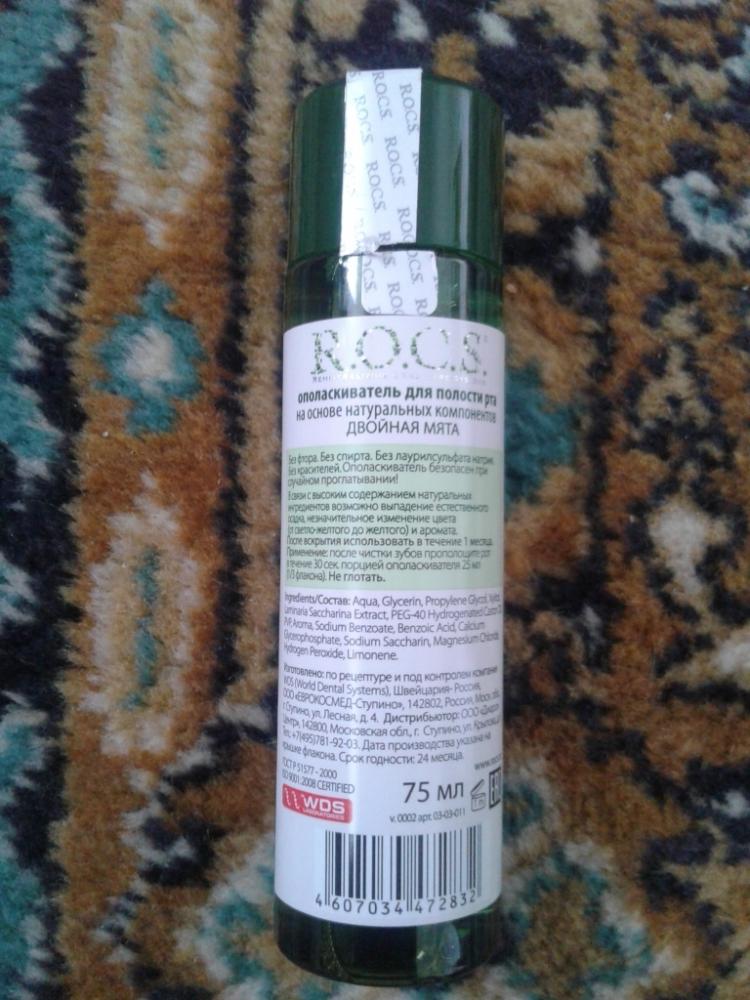 R.O.C.S.
R.O.C.S.
ополаскиватель для полости рта
на основе натуральных компонентов
ДВОЙНАЯ МЯТА
Без фтора. Без спирта. Без лаурилсульфата натрия.
Без красителей. Ополаскиватель безопасен при
случайном проглатывании!
В связи с высоким содержанием натуральных
ингредиентов возможно выпадение естественного
осадка, незначительное изменение цвета
(от светло-желтого до желтого) и аромата.
После вскрытия использовать в течение 1 месяца.
Применение: после чистки зубов прополощите рот
в течение 30 сек. порцией ополаскивателя 25 мл
(1/3 флакона). Не глотать.
Ingredients/Состав: Aqua, Glycerin, Propylene Glycol, Xylitol,
Laminaria Saccharina Extract, PEG-40 Hydrogenated Castor
PVP, Aroma, Sodium Benzoate, Benzoic Acid, Calcium
Glycerophosphate, Sodium Saccharin, Magnesium Chloride,
Hydrogen Peroxide, Limonene.
Изготовлено: по рецептуре и под контролем компании
WDS (World Dental Systems), Швейцария-Россия,
ООО «ЕВРОКОСМЕД-Ступино», 142802, Россия, Моск. обл.,
г. Ступино, ул. Лесная, д. 4. Дистрибьютор: ООО
Центр», 142800, Московская обл., г. Ступино, ул.
Тел.: +7(495)781-92-03. Дата производства указана на
крышке флакона. Срок годности: 24 месяца.
ГОСТ Р 51577 - 2000
ISO 9001:2008 CERTIFIED
75 мл
WDS
LABORATORIES
v. 0002 арт. 03-03-011
4 607034 472832